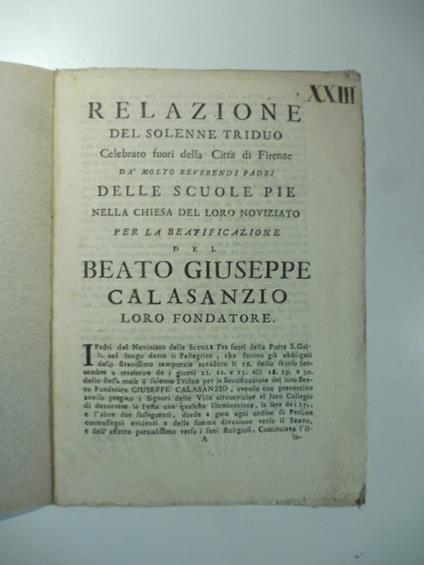 XXIII
RELAZIONE
DEL SOLENNE TRIDUO
Celebrato fuori della Città di Firenze
DA' MOLTO REVERENDI PADRI
DELLE SCUOLE PIE
NELLA CHIESA DEL LORO NOVIZIATO
PER LA BEATIFICAZIONE
DEL
BEATO GIUSEPPE
CALASANZIO
LORO FONDATORE.
I Padri del Noviziato delle SCUOLE PIE fuori della Porta S. Gal-
lo, nel luogo detto il Pellegrino, che furono già obbligati
dallo stranissimo temporale accaduto li 18. dello scorso Set-
tembre a trasferire da i giorni 21. 22. e 23. alli 28. 29. e 30.
dello stesso mese il solenne Triduo per la Beatificazione del loro Bea-
to Fondatore GIUSEPPE CALASANZIO, avendo con preventivo
avviso pregato i Signori delle Ville circonvicine al loro Collegio
di decorarne la Festa con qualche illuminazione, la sera dei 27.
e l'altre due susseguenti, diede a gara ogni ordine di Persone
contrassegni evidenti e della somma divozione verso il BEATO,
e dell'affetto parzialissimo verso i suoi Religiosi. Cominciava l'il-
A lo-